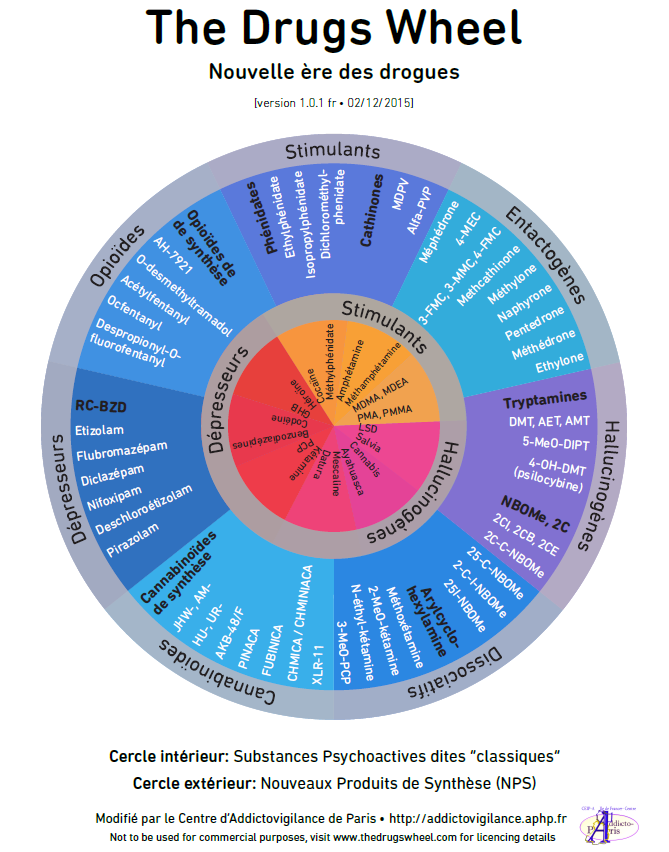 The Drugs Wheel
Nouvelle ère des drogues
[version 1.0.1 fr • 02/12/2015]
Stimulants
Phénidates
Ethylphénidate
Isopropylphénidate
Dichlorométhyl-
phenidate
Cathinones
MDPV
Alfa-PVP
Entactogènes
Méphédrone
4-MEC
3-FMC, 3-MMC,4-FMC
Methcathinone
Méthylone
Naphyrone
Pentedrone
Méthédrone
Ethylone
Hallucinogènes
Tryptamines
DMT, AET, AMT
5-MeO-DIPT
4-OH-DMT
(psilocybine)
NBOMe, 2C
2CI, 2CB, 2CE
2C-C-NBOMe
25-C-NBOMe
2-C-I-NBOMe
25I-NBOMe
Dissociatifs
Arylcyclo-
hexylamine
Méthoxétamine
2-MeO-kétamine
N-éthyl-kétamine
3-MeO-PCP
Cannabinoïdes
Cannabinoïdes
de synthèse
JHW-, AM-
HU-, UR-
AKB-48/F
PINACA
FUBINICA
CHMICA / CHMINIACA
XLR-11
Dépresseurs
RC-BZD
Etizolam
Flubromazépam
Diclazépam
Nifoxipam
Deschloroétizolam
Pirazolam
Opioïdes
Opioïdes de
de synthèse
AH-7921
O-desmethyltramadol
Acétylfentanyl
Ocfentanyl
Despropionyl-O-
fluorofentanyl
Stimulants
Cocaïne
Méthylphénidate
Amphétamine
Méthamphétamine
MDMA, MDEA
PMA, PMMA
Hallucinogènes
LSD
Salvia
Cannabis
Ayahuasca
Mescaline
Datura
Dépresseurs
Kétamine
PCP
Benzodiazépines
Codéine
GHB
Héroïne
Cercle intérieur: Substances Psychoactives dites "classiques"
Cercle extérieur: Nouveaux Produits de Synthèse (NPS)
Modifié par le Centre d'Addictovigilance de Paris • http://addictovigilance.aphp.fr
Not to be used for commercial purposes, visit www.thedrugswheel.com for licencing details
Addicto-
Paris